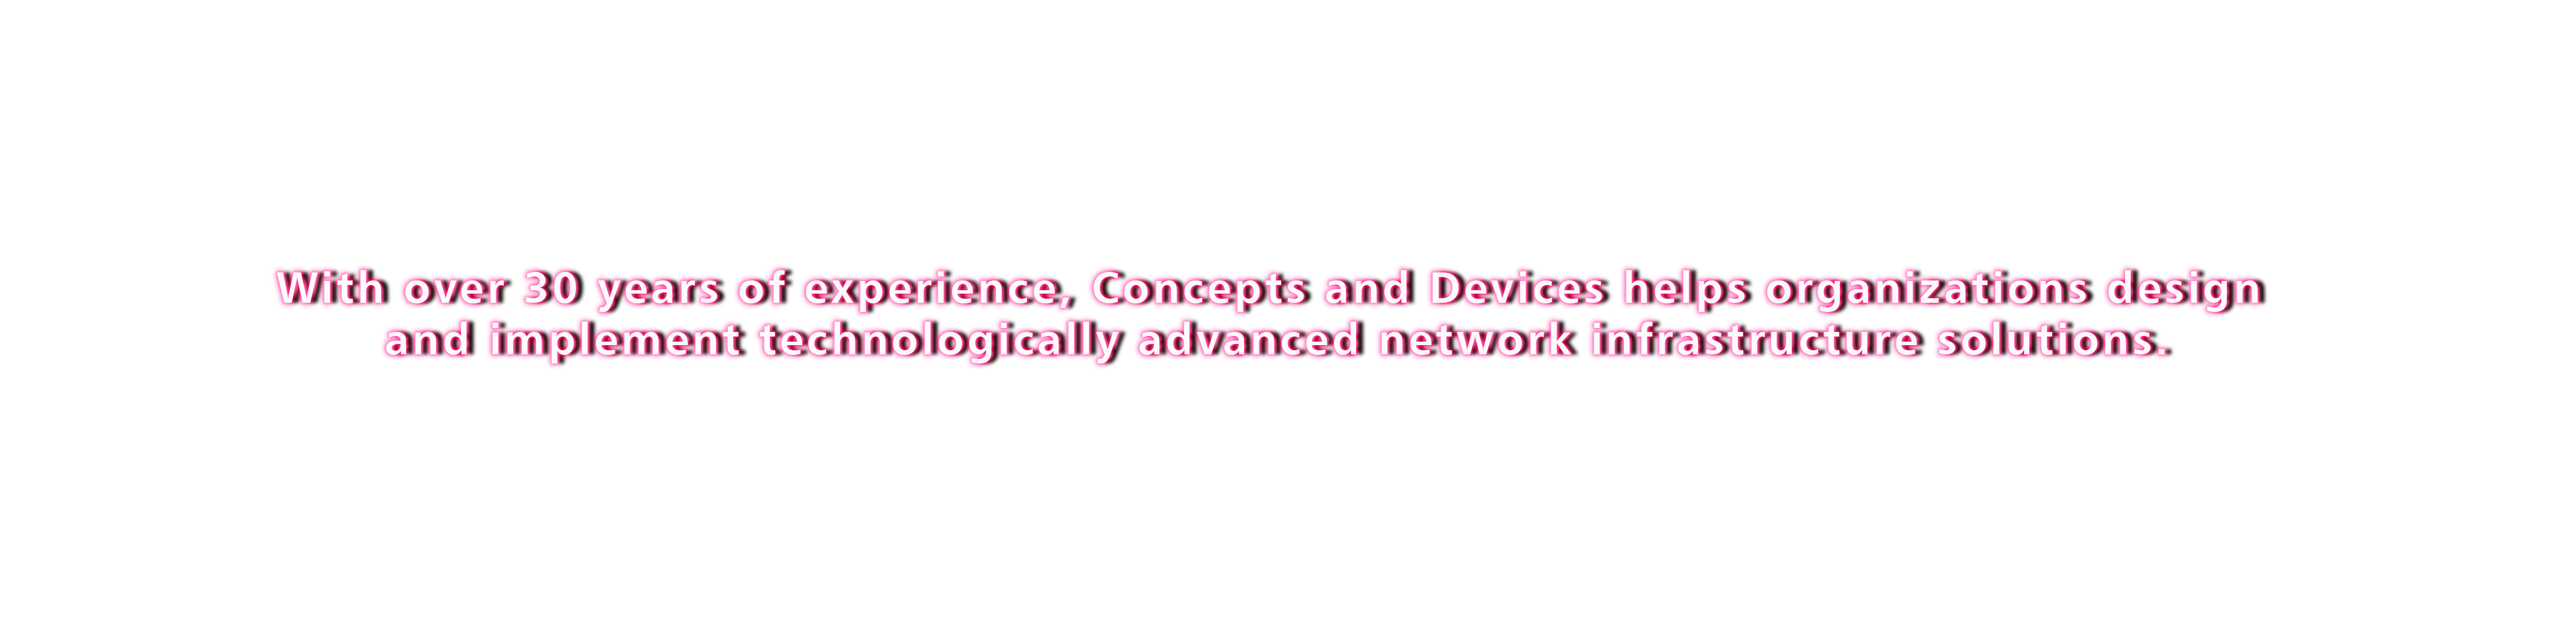 With over 30 years of experience, Concepts and Devices helps organizations design
and implement technologically advanced network infrastructure solutions.